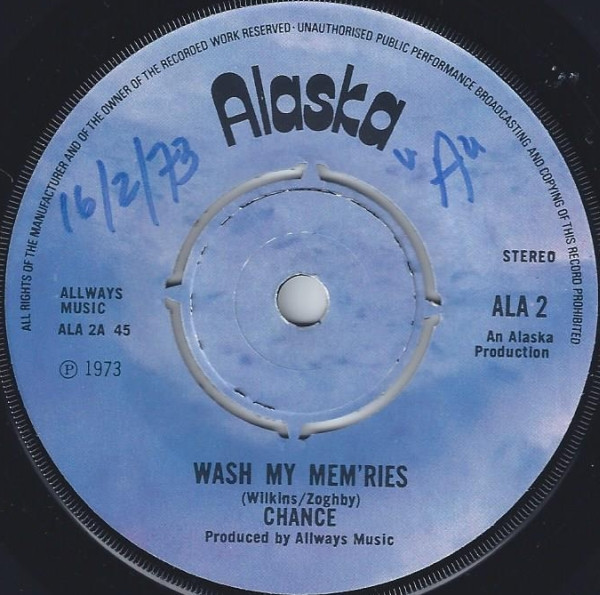 ALL RIGHTS OF THE MANUFACTURER AND OF THE OWNER OF THE RECORDED WORK RESERVED · UNAUTHORISED PUBLIC PERFORMANCE BROADCASTING AND COPYING OF THIS RECORD PROHIBITED
Alaska
16/2/73
"A"
STEREO
ALLWAYS
MUSIC
ALA 2A 45
℗ 1973
ALA 2
An Alaska
Production
WASH MY MEM'RIES
(Wilkins/Zoghby)
CHANCE
Produced by Allways Music